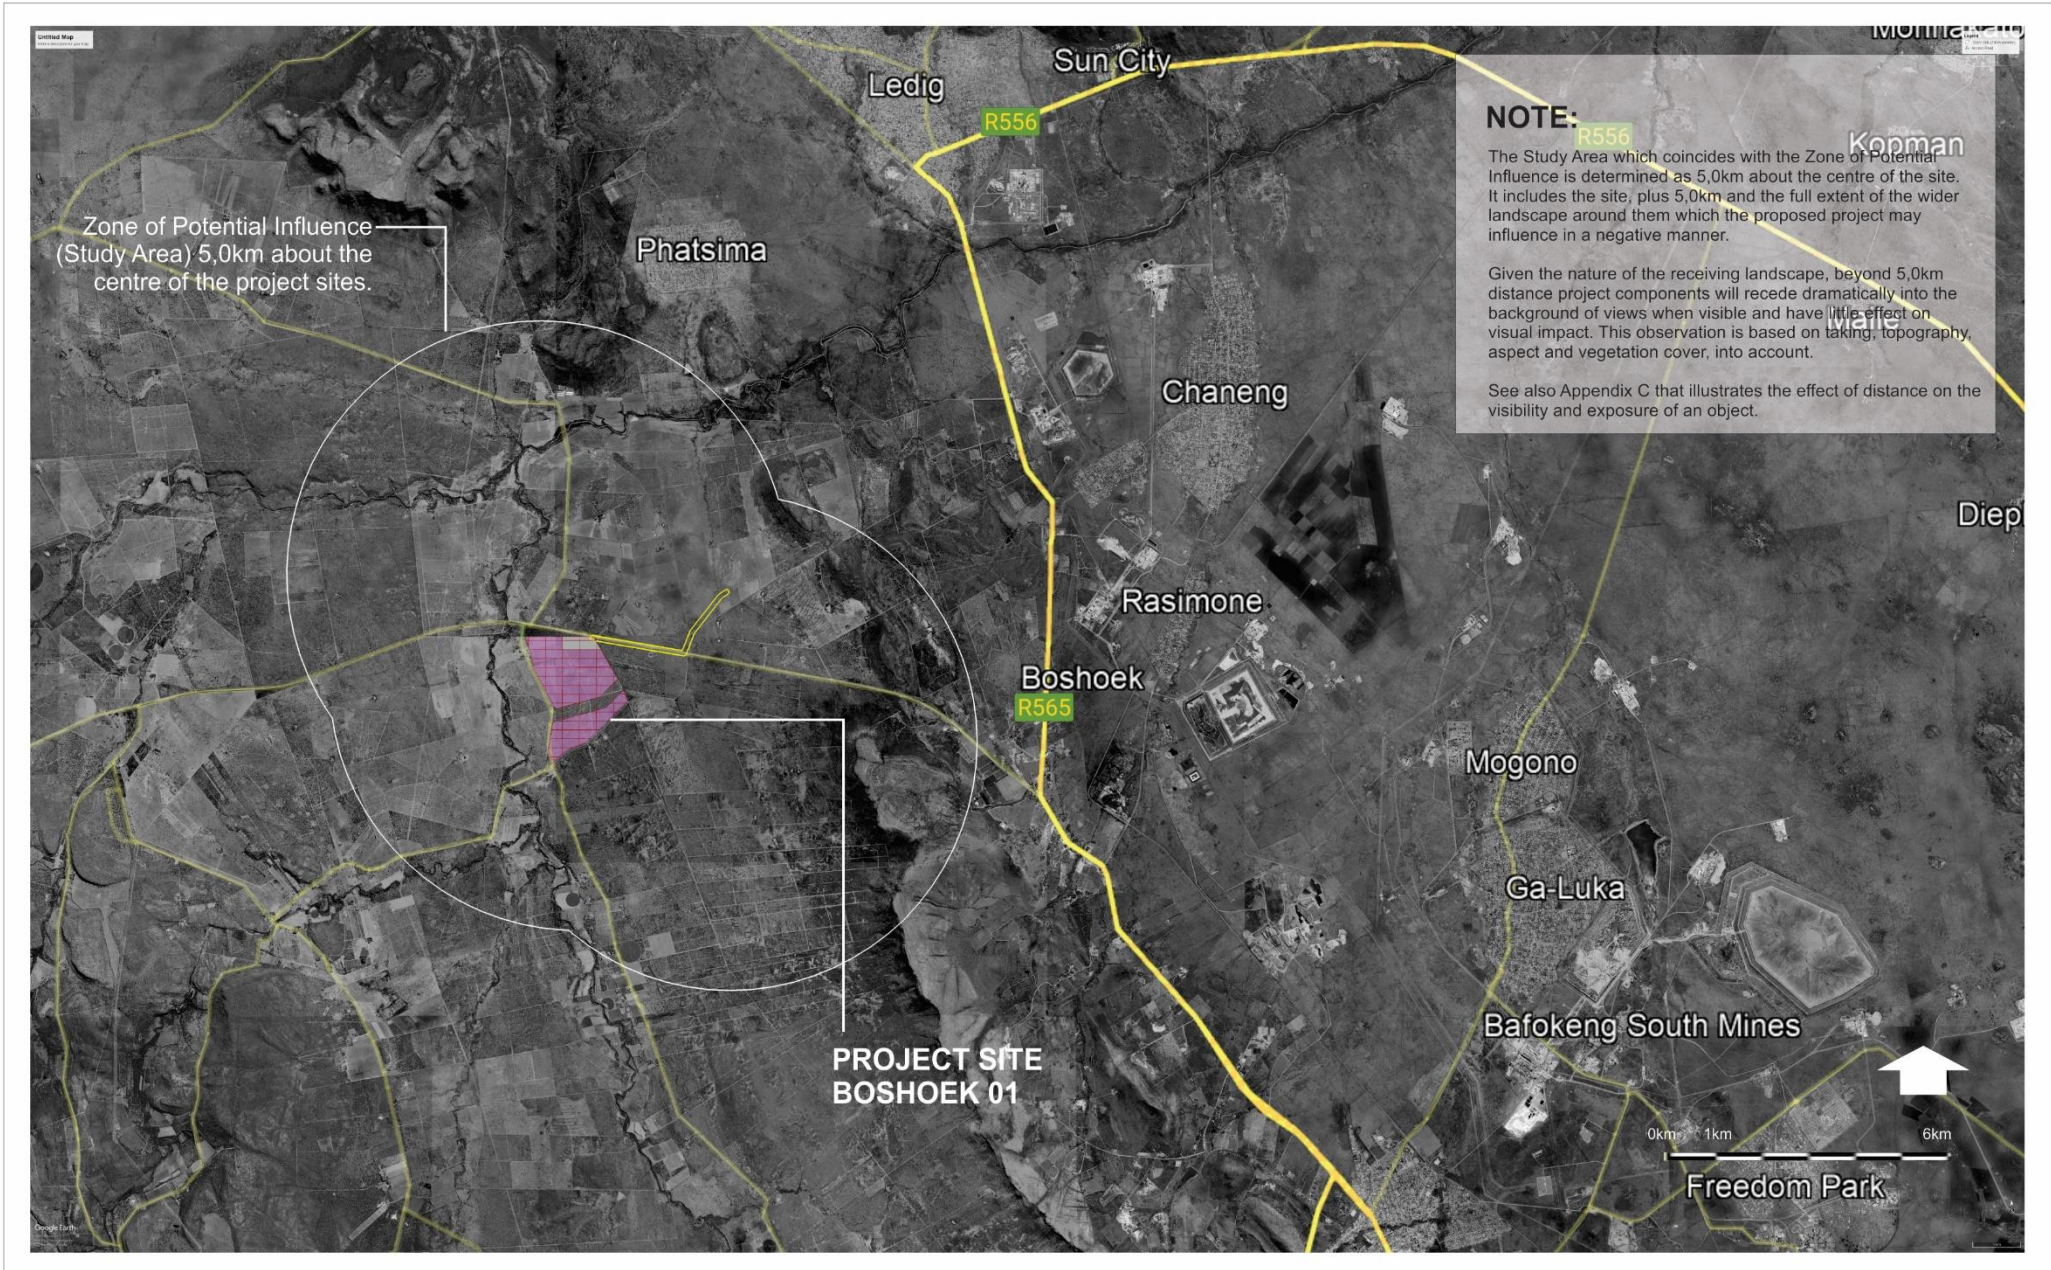 Untitled Map
Monnakato
Sun City
Ledig
R556
NOTE:
R556
Kopman
The Study Area which coincides with the Zone of Potential
Influence is determined as 5,0km about the centre of the site.
It includes the site, plus 5,0km and the full extent of the wider
landscape around them which the proposed project may
influence in a negative manner.
Given the nature of the receiving landscape, beyond 5,0km
distance project components will recede dramatically into the
background of views when visible and have little effect on
visual impact. This observation is based on taking, topography,
aspect and vegetation cover, into account.
See also Appendix C that illustrates the effect of distance on the
visibility and exposure of an object.
Maile
Zone of Potential Influence
(Study Area) 5,0km about the
centre of the project sites.
Phatsima
Chaneng
Diep
Rasimone
Boshoek
R565
Mogono
Ga-Luka
Bafokeng South Mines
PROJECT SITE
BOSHOEK 01
0km 1km 6km
Freedom Park
Google Earth